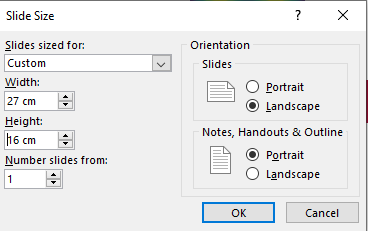 Slide Size
Slides sized for:
Custom
Width:
27 cm
Height:
16 cm
Number slides from:
1
Orientation
Slides
Portrait
Landscape
Notes, Handouts & Outline
Portrait
Landscape
OK
Cancel